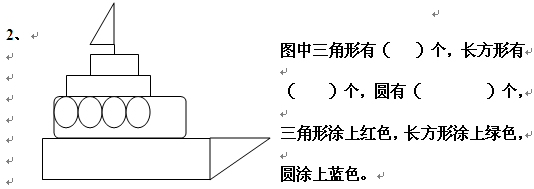 2、
图中三角形有（ ）个，长方形有
（ ）个，圆有（ ）个，
三角形涂上红色，长方形涂上绿色，
圆涂上蓝色。